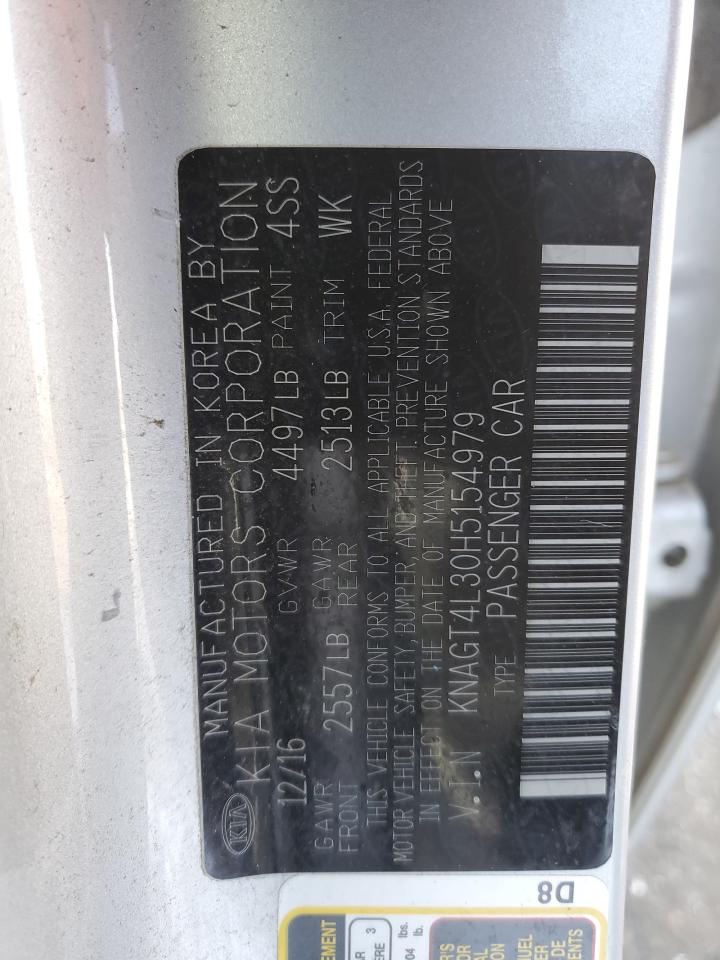 MANUFACTURED IN KOREA BY
KIA KIA MOTORS CORPORATION
12/16 GVWR 4497LB PAINT 4SS
GAWR FRONT 2557LB GAWR REAR 2513LB TRIM WK
THIS VEHICLE CONFORMS TO ALL APPLICABLE U.S.A. FEDERAL
MOTOR VEHICLE SAFETY, BUMPER, AND THEFT PREVENTION STANDARDS
IN EFFECT ON THE DATE OF MANUFACTURE SHOWN ABOVE
V.I.N KNAGT4L30H5154979
TYPE PASSENGER CAR
D8